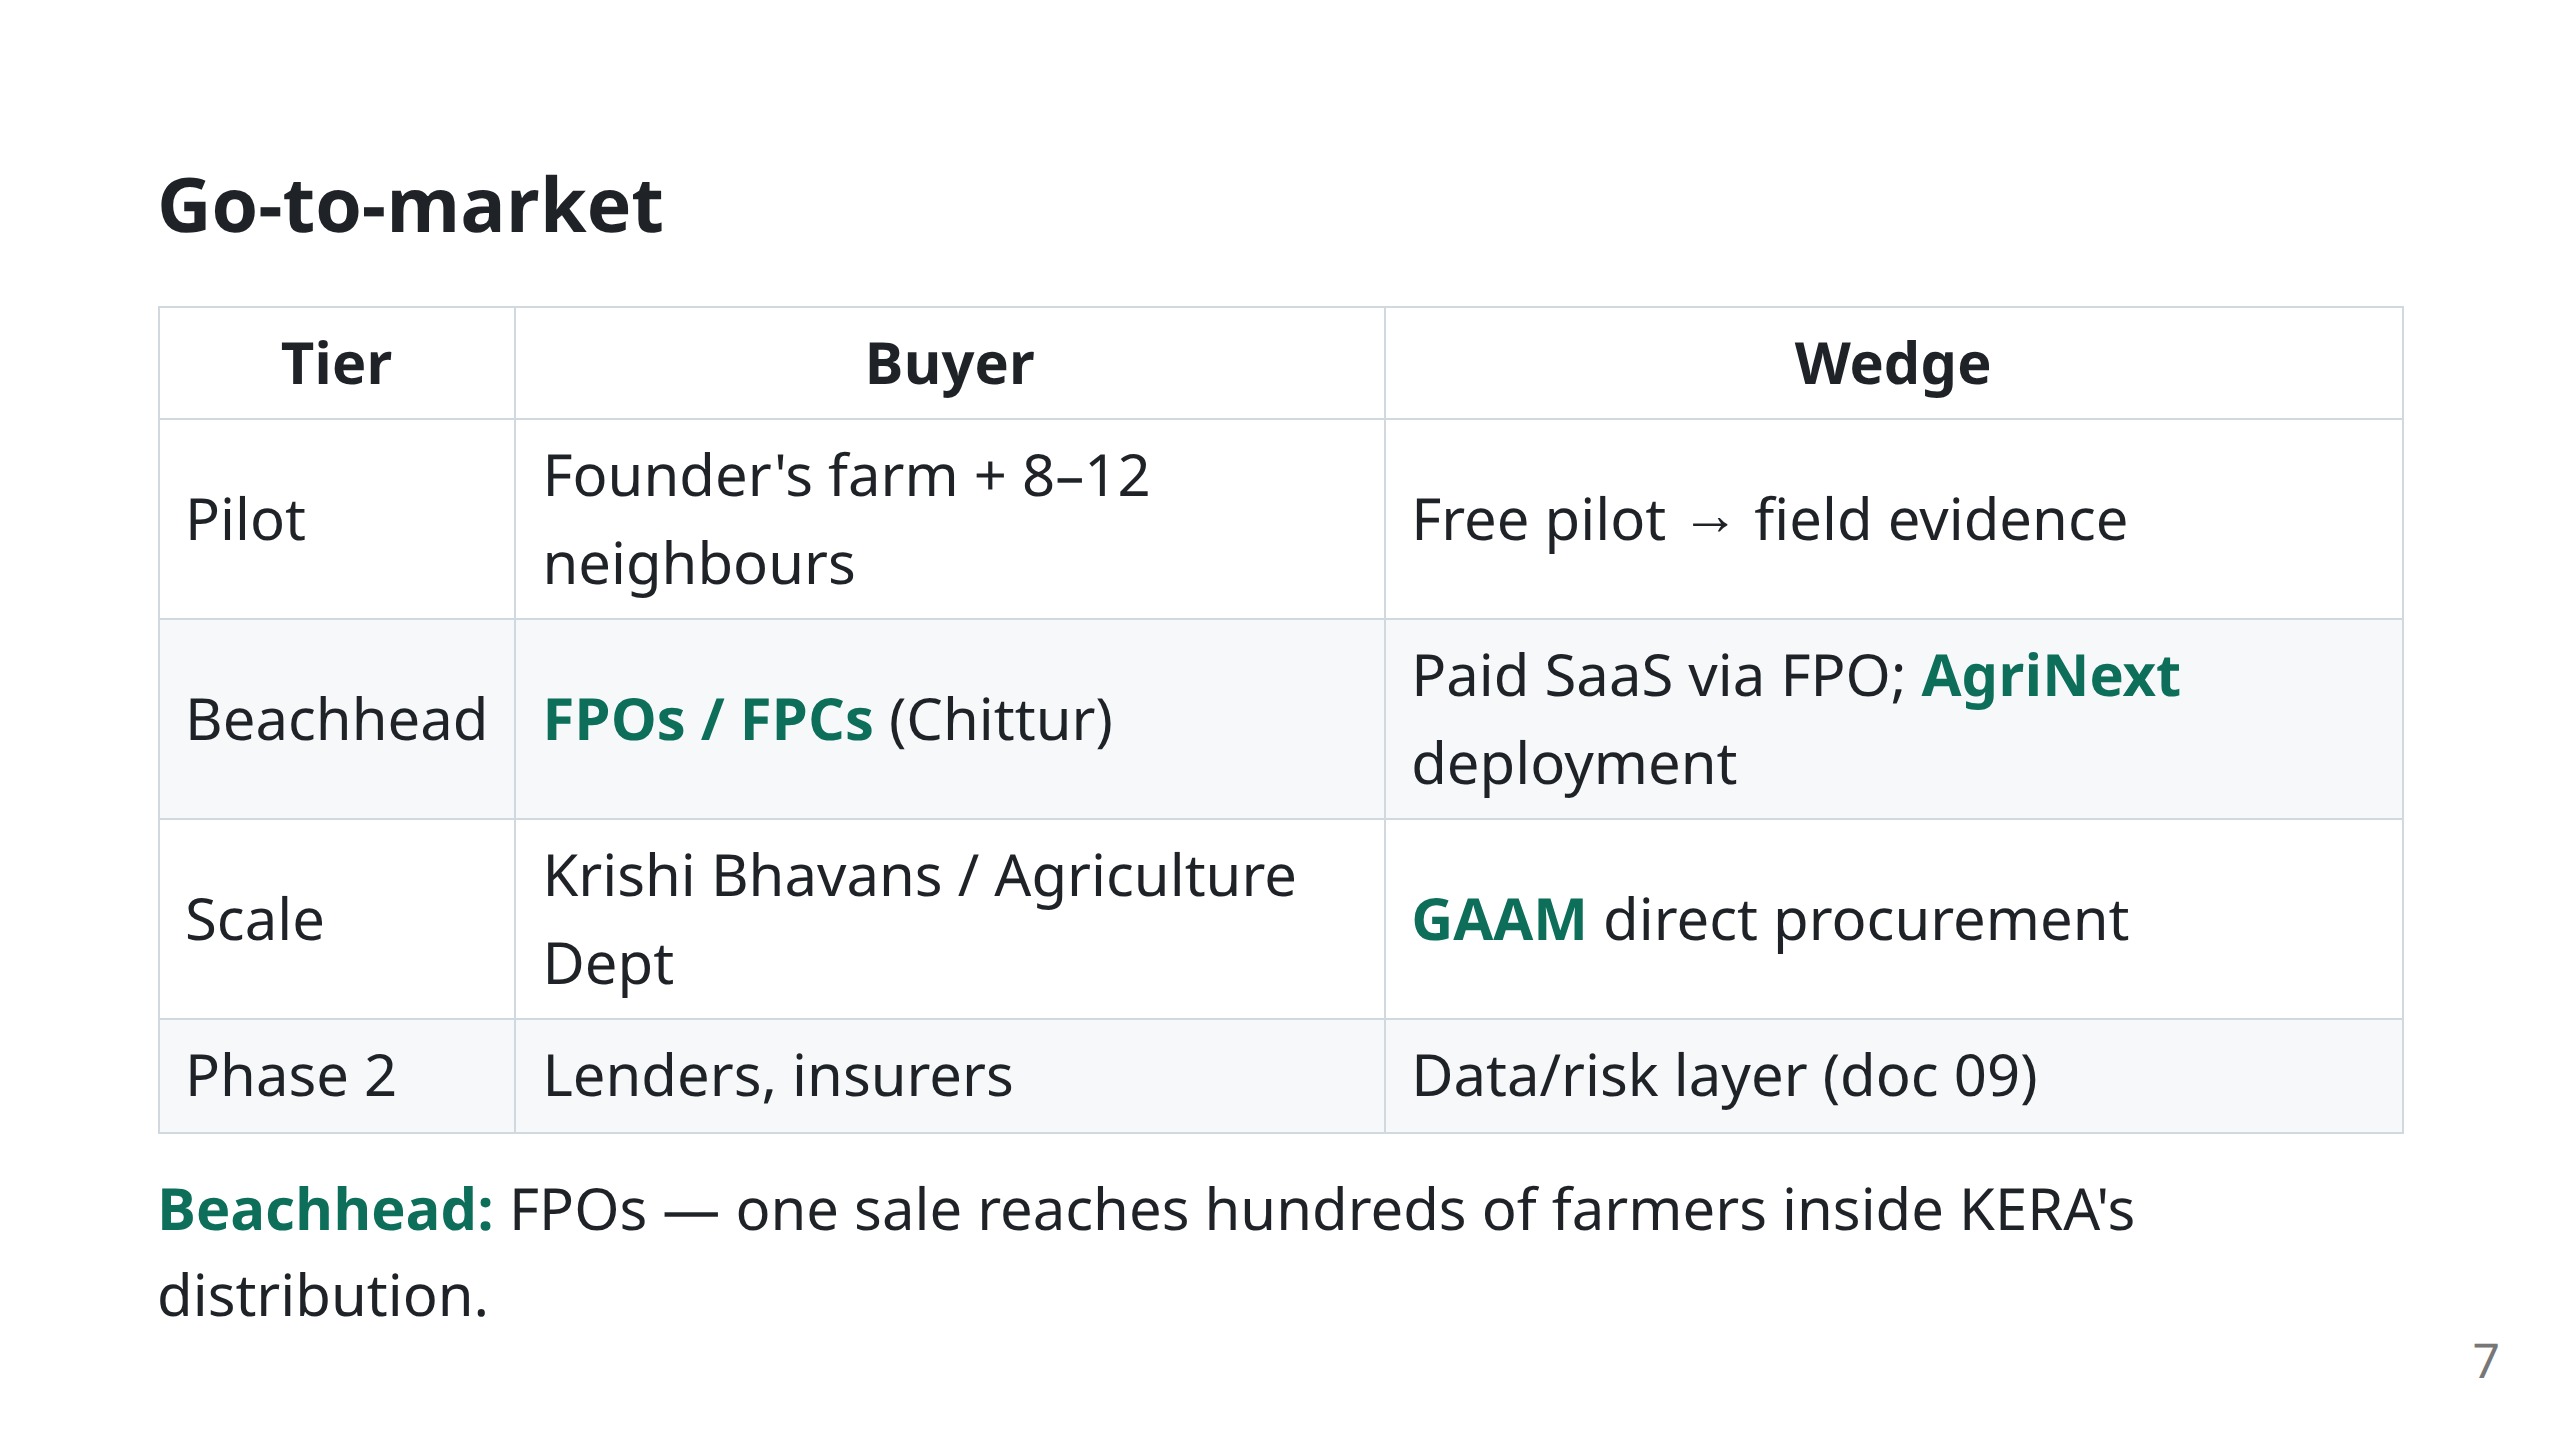 Go-to-market
Tier Buyer Wedge
Pilot
Founder's farm + 8–12
neighbours
Free pilot → field evidence
Beachhead
FPOs / FPCs (Chittur)
Paid SaaS via FPO; AgriNext
deployment
Scale
Krishi Bhavans / Agriculture
Dept
GAAM direct procurement
Phase 2 Lenders, insurers Data/risk layer (doc 09)
Beachhead: FPOs — one sale reaches hundreds of farmers inside KERA's
distribution.
7